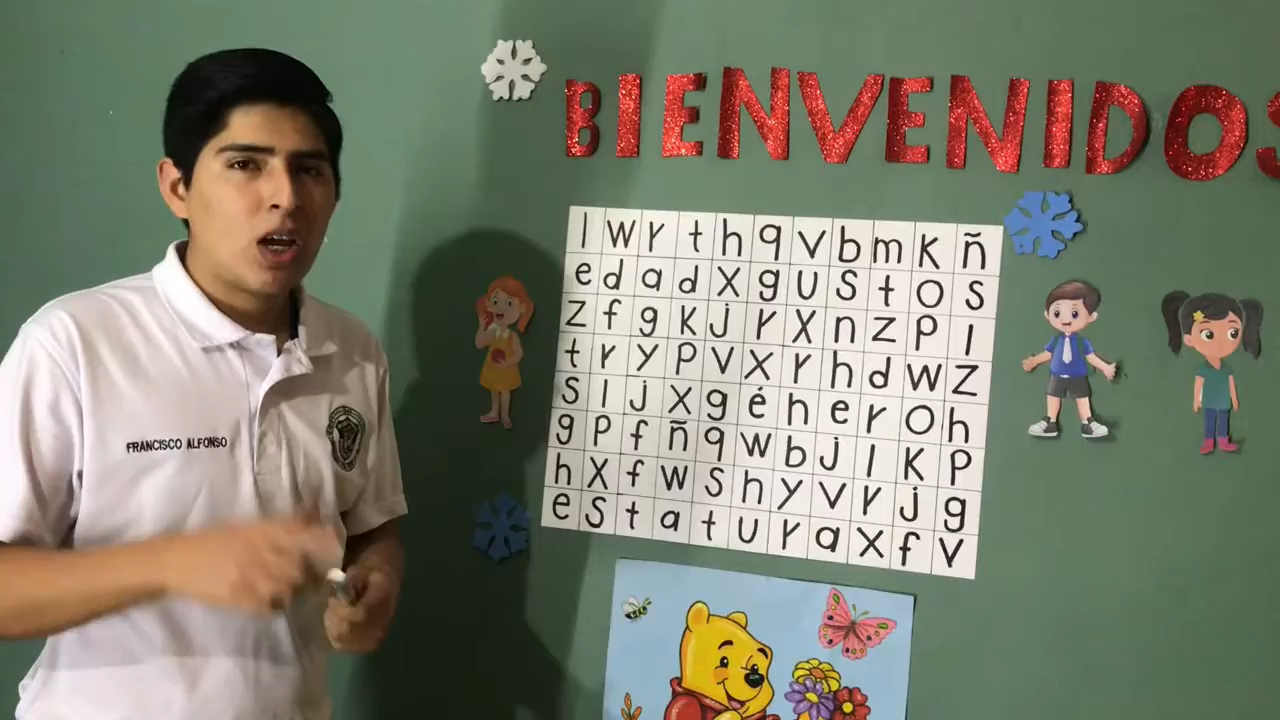 BIENVENIDOS
l w r t h q v b m k ñ
e d a d x g u s t o s
z f g k j r x n z p l
t r y p v x r h d w z
s l j x g é n e r o h
g p f ñ q w b j l k p
h x f w s h y v r j g
e s t a t u r a x f v
FRANCISCO ALFONSO